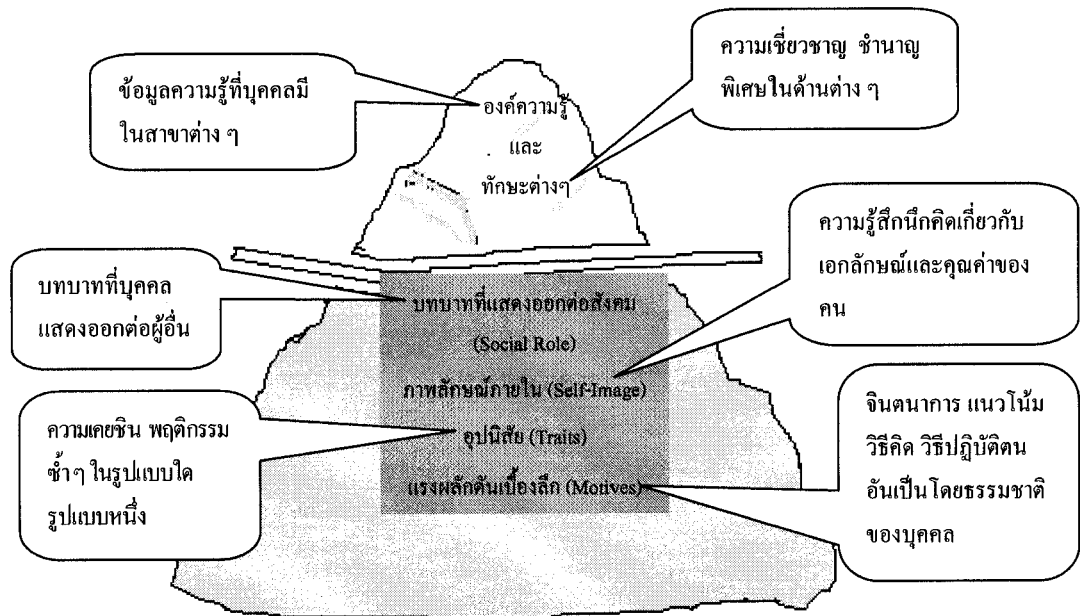 ความเชี่ยวชาญ ชำนาญ
พิเศษในด้านต่าง ๆ
ข้อมูลความรู้ที่บุคคลมี
ในสาขาต่าง ๆ
องค์ความรู้
และ
ทักษะต่างๆ
ความรู้สึกนึกคิดเกี่ยวกับ
เอกลักษณ์และคุณค่าของ
คน
บทบาทที่บุคคล
แสดงออกต่อผู้อื่น
บทบาทที่แสดงออกต่อสังคม
(Social Role)
ภาพลักษณ์ภายใน (Self-Image)
อุปนิสัย (Traits)
แรงผลักดันเบื้องลึก (Motives)
ความเคยชิน พฤติกรรม
ซ้ำๆ ในรูปแบบใด
รูปแบบหนึ่ง
จินตนาการ แนวโน้ม
วิธีคิด วิธีปฏิบัติตน
อันเป็นโดยธรรมชาติ
ของบุคคล